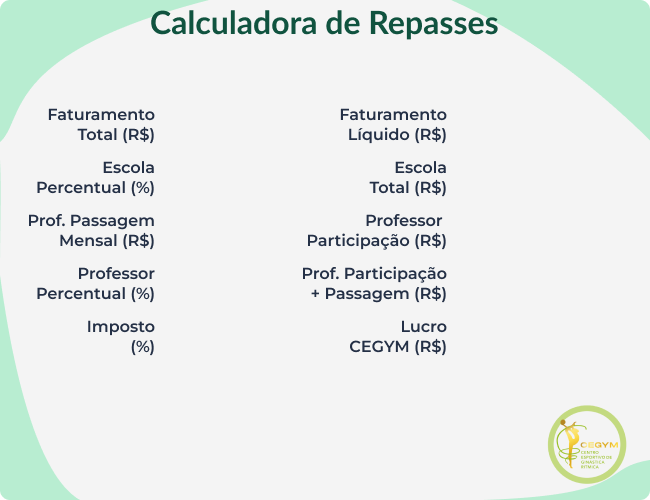 Calculadora de Repasses
Faturamento
Total (R$)
Escola
Percentual (%)
Prof. Passagem
Mensal (R$)
Professor
Percentual (%)
Imposto
(%)
Faturamento
Líquido (R$)
Escola
Total (R$)
Professor
Participação (R$)
Prof. Participação
+ Passagem (R$)
Lucro
CEGYM (R$)
CEGYM
CENTRO
ESPORTIVO DE
GINÁSTICA
RÍTMICA